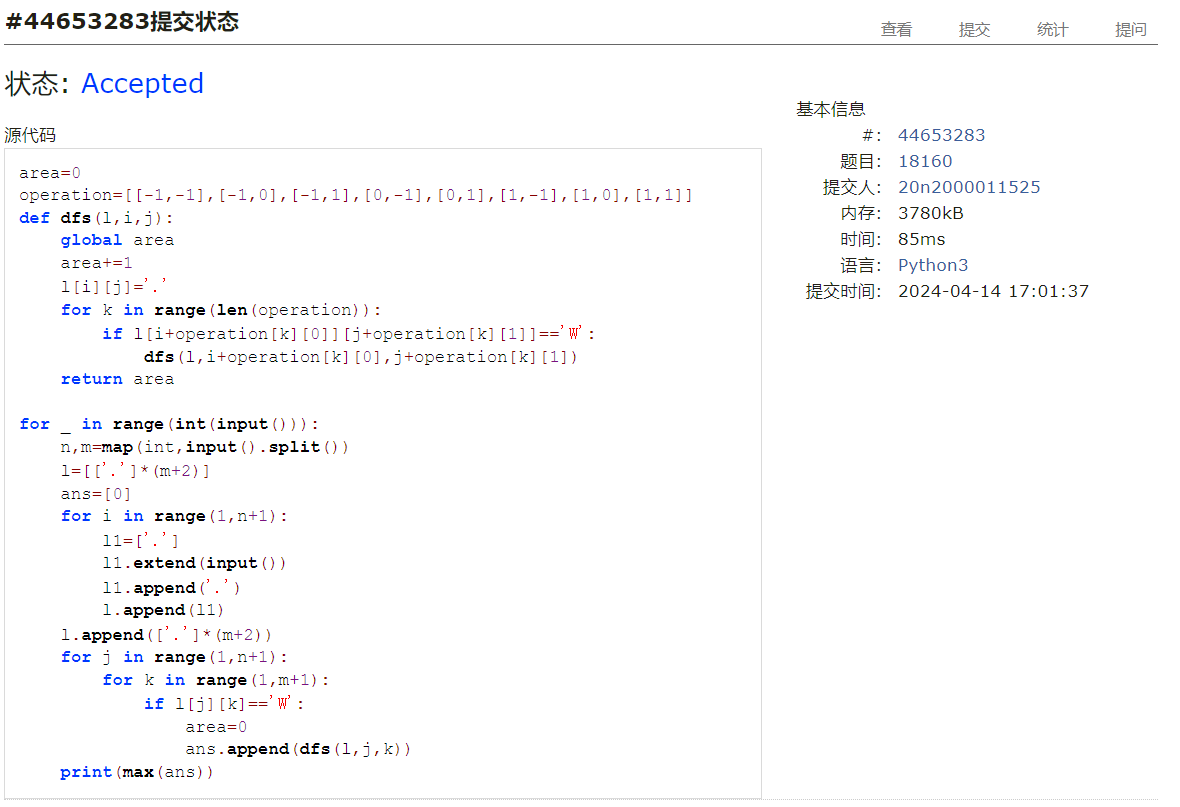 #44653283提交状态
查看 提交 统计 提问
状态: Accepted
源代码
area=0
operation=[[-1,-1],[-1,0],[-1,1],[0,-1],[0,1],[1,-1],[1,0],[1,1]]
def dfs(l,i,j):
    global area
    area+=1
    l[i][j]='.'
    for k in range(len(operation)):
        if l[i+operation[k][0]][j+operation[k][1]]=='W':
            dfs(l,i+operation[k][0],j+operation[k][1])
    return area

for _ in range(int(input())):
    n,m=map(int,input().split())
    l=[['.']*(m+2)]
    ans=[0]
    for i in range(1,n+1):
        l1=['.']
        l1.extend(input())
        l1.append('.')
        l.append(l1)
    l.append(['.']*(m+2))
    for j in range(1,n+1):
        for k in range(1,m+1):
            if l[j][k]=='W':
                area=0
                ans.append(dfs(l,j,k))
    print(max(ans))
基本信息
#: 44653283
题目: 18160
提交人: 20n2000011525
内存: 3780kB
时间: 85ms
语言: Python3
提交时间: 2024-04-14 17:01:37